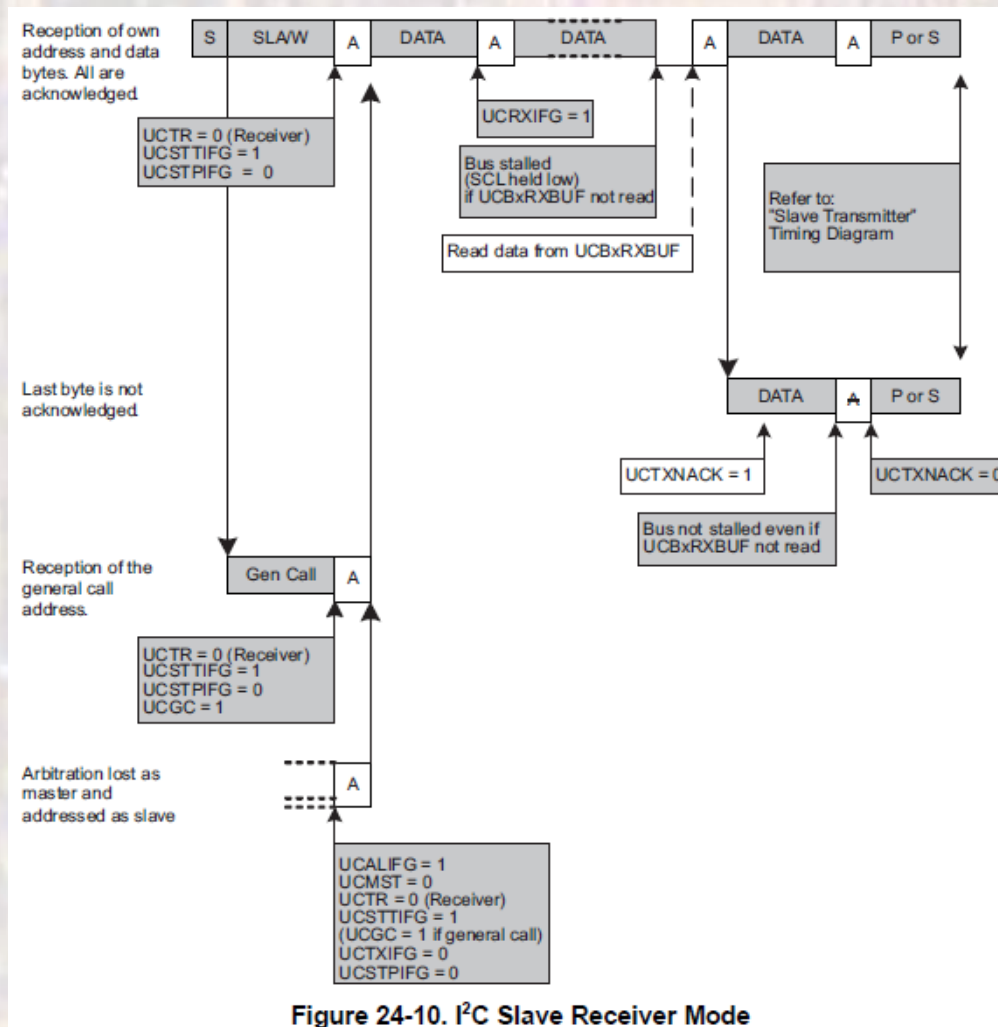 Reception of own
address and data
bytes. All are
acknowledged.
S SLA/W A DATA A DATA A DATA A P or S
UCTR = 0 (Receiver)
UCSTTIFG = 1
UCSTPIFG = 0
UCRXIFG = 1
Bus stalled
(SCL held low)
if UCBxRXBUF not read
Read data from UCBxRXBUF
Refer to:
"Slave Transmitter"
Timing Diagram
Last byte is not
acknowledged.
DATA A P or S
UCTXNACK = 1
UCTXNACK = 0
Bus not stalled even if
UCBxRXBUF not read
Reception of the
general call
address.
Gen Call A
UCTR = 0 (Receiver)
UCSTTIFG = 1
UCSTPIFG = 0
UCGC = 1
Arbitration lost as
master and
addressed as slave
A
UCALIFG = 1
UCMST = 0
UCTR = 0 (Receiver)
UCSTTIFG = 1
(UCGC = 1 if general call)
UCTXIFG = 0
UCSTPIFG = 0
Figure 24-10. I²C Slave Receiver Mode